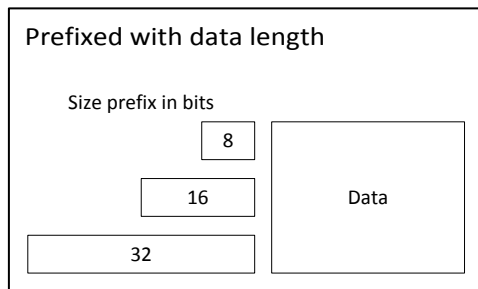 Prefixed with data length
Size prefix in bits
8
16
Data
32